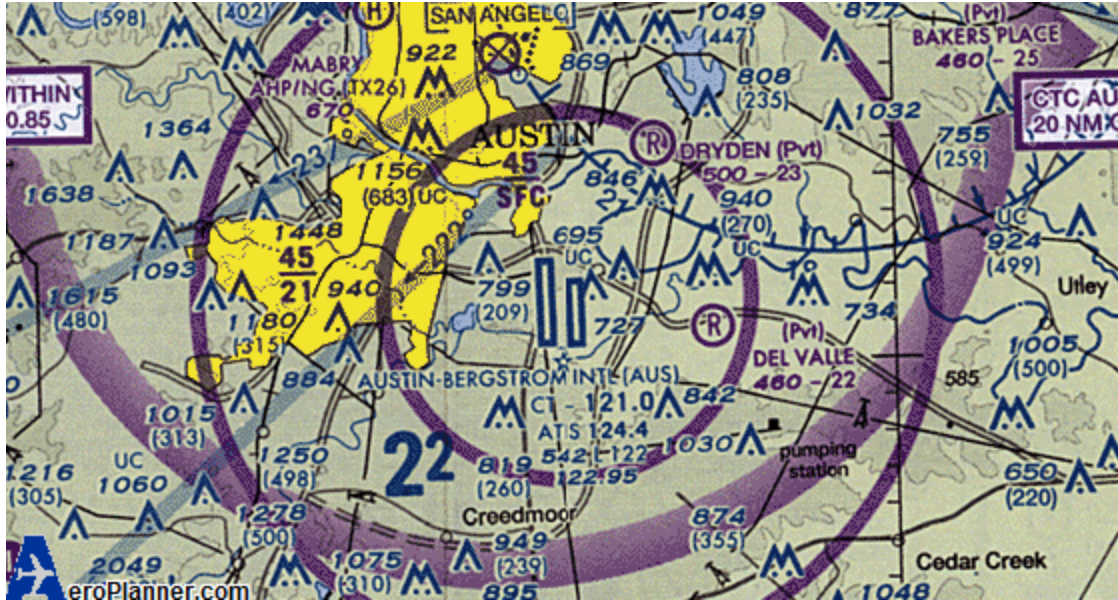 (598)
(402)
SAN ANGELO
1049
(447)
877
(Pvt)
BAKERS PLACE
460 - 25
H
922
869
MABRY
AHP/NG (TX26)
670
808
(235)
1032
CTC AU
20 NM
755
(259)
0.85
1364
237
AUSTIN
R
DRYDEN (Pvt)
500 - 23
1156
(683) UC
45
SFC
846
940
(270)
UC
1638
1448
UC
924
(499)
1187
1093
695
UC
45
21
940
799
(209)
Utley
1615
(480)
1180
(315)
727
R
734
(Pvt)
DEL VALLE
460 - 22
1005
(500)
884
AUSTIN-BERGSTROM INTL (AUS)
585
CT - 121.0
842
1015
(313)
ATIS 124.4
542 L 122
122.95
1030
pumping
station
22
UC
1060
1250
(498)
819
(260)
1216
(305)
650
(220)
1278
(500)
Creedmoor
874
(355)
949
(239)
1075
(310)
2049
Cedar Creek
895
1048
AeroPlanner.com